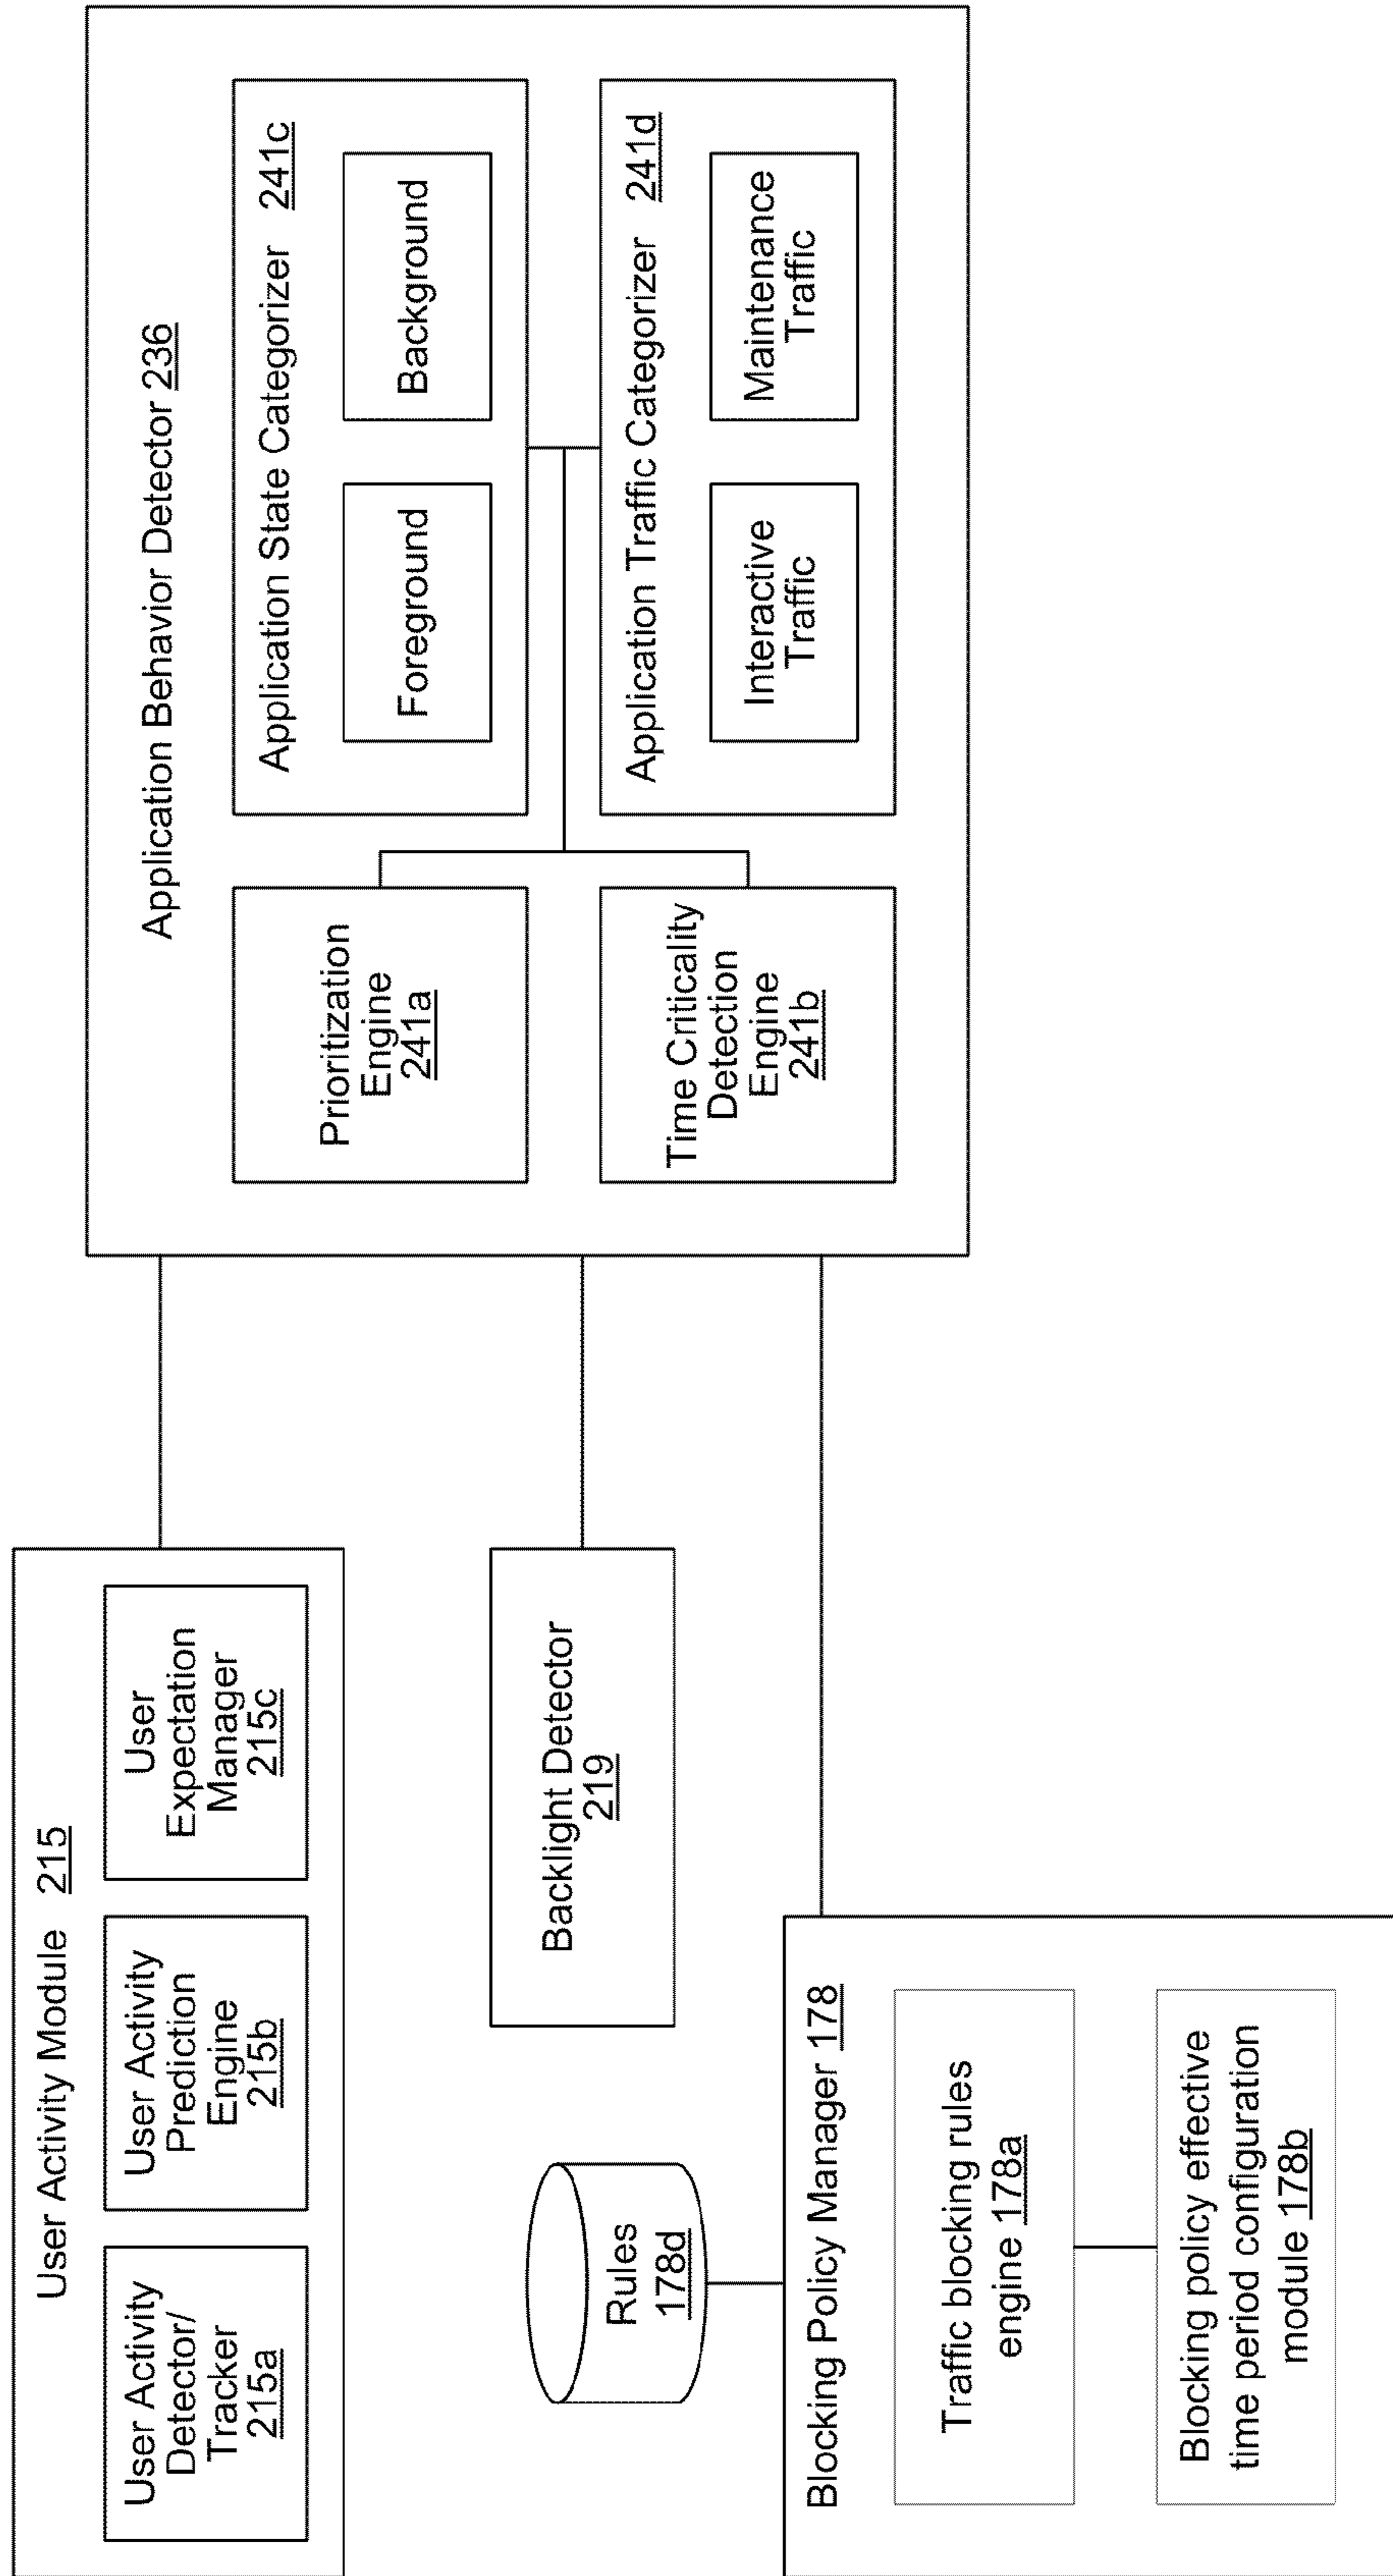 User Activity Module 215
User Activity
Detector/
Tracker
215a
User Activity
Prediction
Engine
215b
User
Expectation
Manager
215c
Backlight Detector
219
Rules
178d
Blocking Policy Manager 178
Traffic blocking rules
engine 178a
Blocking policy effective
time period configuration
module 178b
Application Behavior Detector 236
Prioritization
Engine
241a
Time Criticality
Detection
Engine
241b
Application State Categorizer 241c
Foreground
Background
Application Traffic Categorizer 241d
Interactive
Traffic
Maintenance
Traffic